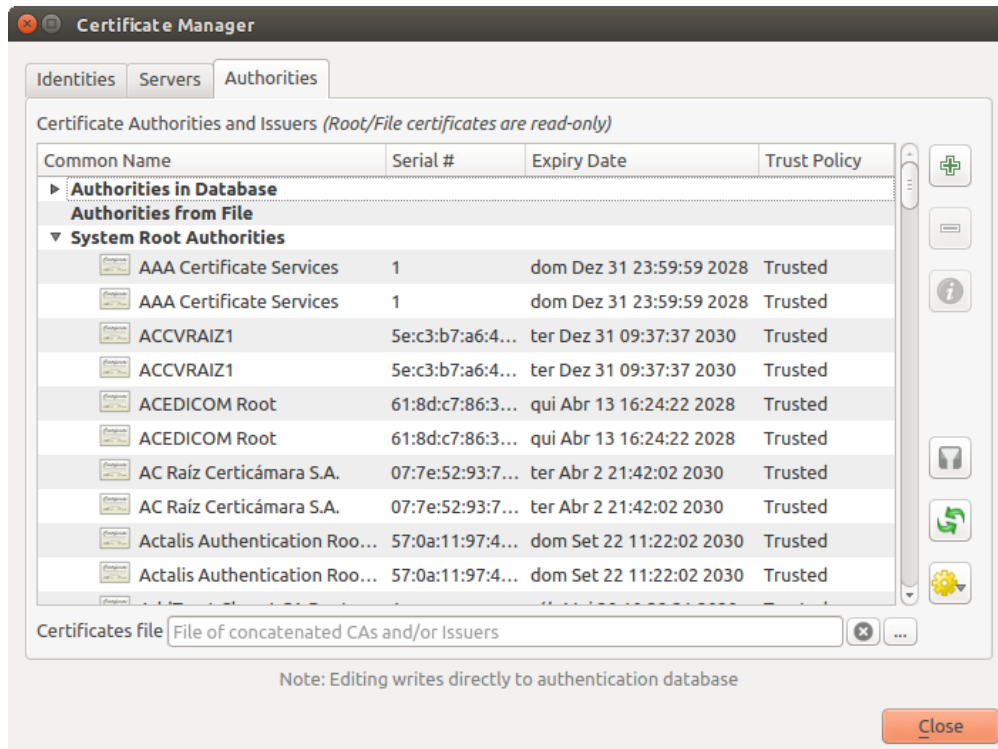 Certificate Manager
Identities Servers Authorities
Certificate Authorities and Issuers (Root/File certificates are read-only)
Common Name Serial # Expiry Date Trust Policy
Authorities in Database
Authorities from File
System Root Authorities
AAA Certificate Services 1 dom Dez 31 23:59:59 2028 Trusted
AAA Certificate Services 1 dom Dez 31 23:59:59 2028 Trusted
ACCVRAIZ1 5e:c3:b7:a6:4... ter Dez 31 09:37:37 2030 Trusted
ACCVRAIZ1 5e:c3:b7:a6:4... ter Dez 31 09:37:37 2030 Trusted
ACEDICOM Root 61:8d:c7:86:3... qui Abr 13 16:24:22 2028 Trusted
ACEDICOM Root 61:8d:c7:86:3... qui Abr 13 16:24:22 2028 Trusted
AC Raíz Certicámara S.A. 07:7e:52:93:7... ter Abr 2 21:42:02 2030 Trusted
AC Raíz Certicámara S.A. 07:7e:52:93:7... ter Abr 2 21:42:02 2030 Trusted
Actalis Authentication Roo... 57:0a:11:97:4... dom Set 22 11:22:02 2030 Trusted
Actalis Authentication Roo... 57:0a:11:97:4... dom Set 22 11:22:02 2030 Trusted
Certificates file File of concatenated CAs and/or Issuers ...
Note: Editing writes directly to authentication database
Close